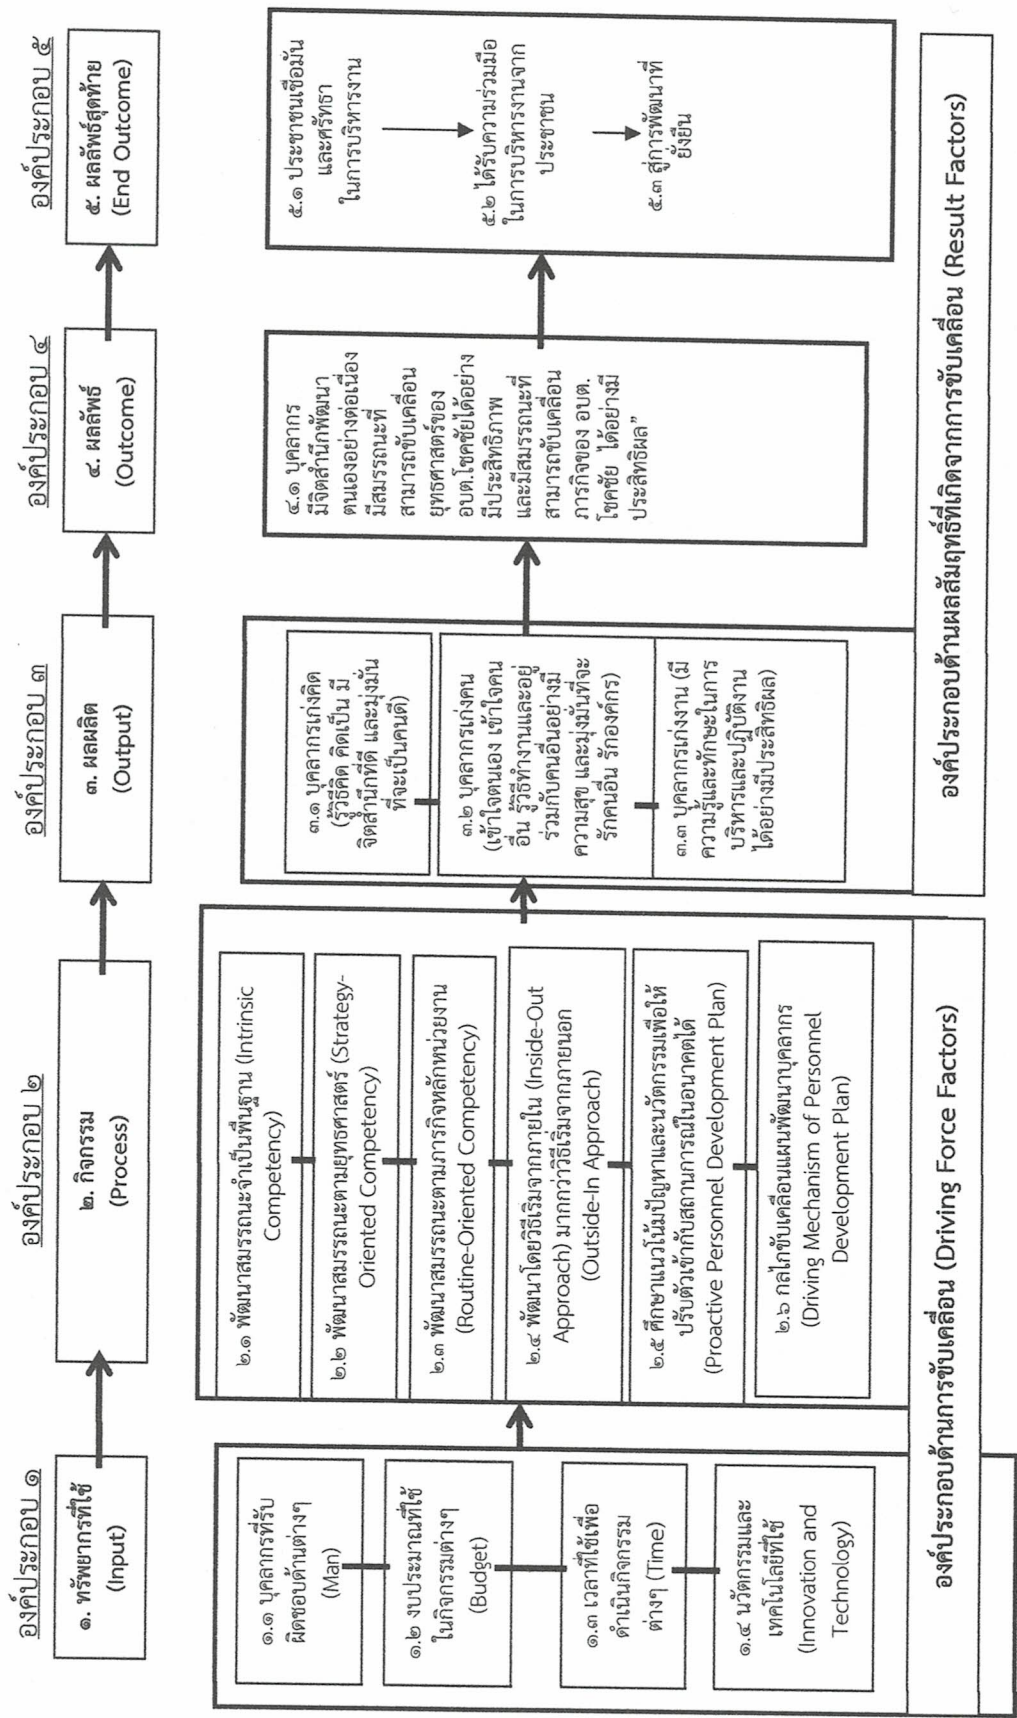 องค์ประกอบ ๑
๑. ทรัพยากรที่ใช้
(Input)
องค์ประกอบ ๒
๒. กิจกรรม
(Process)
องค์ประกอบ ๓
๓. ผลผลิต
(Output)
องค์ประกอบ ๔
๔. ผลลัพธ์
(Outcome)
องค์ประกอบ ๕
๕. ผลลัพธ์สุดท้าย
(End Outcome)
๑.๑ บุคลากรที่รับ
ผิดชอบด้านต่างๆ
(Man)
๑.๒ งบประมาณที่ใช้
ในกิจกรรมต่างๆ
(Budget)
๑.๓ เวลาที่ใช้เพื่อ
ดำเนินกิจกรรม
ต่างๆ (Time)
๑.๔ นวัตกรรมและ
เทคโนโลยีที่ใช้
(Innovation and
Technology)
๒.๑ พัฒนาสมรรถนะจำเป็นพื้นฐาน (Intrinsic
Competency)
๒.๒ พัฒนาสมรรถนะตามยุทธศาสตร์ (Strategy-
Oriented Competency)
๒.๓ พัฒนาสมรรถนะตามภารกิจหลักหน่วยงาน
(Routine-Oriented Competency)
๒.๔ พัฒนาโดยวิธีเริ่มจากภายใน (Inside-Out
Approach) มากกว่าวิธีเริ่มจากภายนอก
(Outside-In Approach)
๒.๕ ศึกษาแนวโน้มปัญหาและนวัตกรรมเพื่อให้
ปรับตัวเข้ากับสถานการณ์ในอนาคตได้
(Proactive Personnel Development Plan)
๒.๖ กลไกขับเคลื่อนแผนพัฒนาบุคลากร
(Driving Mechanism of Personnel
Development Plan)
๓.๑ บุคลากรเก่งคิด
(รู้วิธีคิด คิดเป็น มี
จิตสำนึกที่ดี และมุ่งมั่น
ที่จะเป็นคนดี)
๓.๒ บุคลากรเก่งคน
(เข้าใจตนเอง เข้าใจคน
อื่น รู้วิธีทำงานและอยู่
ร่วมกับคนอื่นอย่างมี
ความสุข และมุ่งมั่นที่จะ
รักคนอื่น รักองค์กร)
๓.๓ บุคลากรเก่งงาน (มี
ความรู้และทักษะในการ
บริหารและปฏิบัติงาน
ได้อย่างมีประสิทธิผล)
๔.๑ บุคลากร
มีจิตสำนึกพัฒนา
ตนเองอย่างต่อเนื่อง
มีสมรรถนะที่
สามารถขับเคลื่อน
ยุทธศาสตร์ของ
อบต.โชคชัยได้อย่าง
มีประสิทธิภาพ
และมีสมรรถนะที่
สามารถขับเคลื่อน
ภารกิจของ อบต.
โชคชัย ได้อย่างมี
ประสิทธิผล”
๕.๑ ประชาชนเชื่อมั่น
และศรัทธา
ในการบริหารงาน
๕.๒ ได้รับความร่วมมือ
ในการบริหารงานจาก
ประชาชน
๕.๓ สู่การพัฒนาที่
ยั่งยืน
องค์ประกอบด้านการขับเคลื่อน (Driving Force Factors)
องค์ประกอบด้านผลสัมฤทธิ์ที่เกิดจากการขับเคลื่อน (Result Factors)